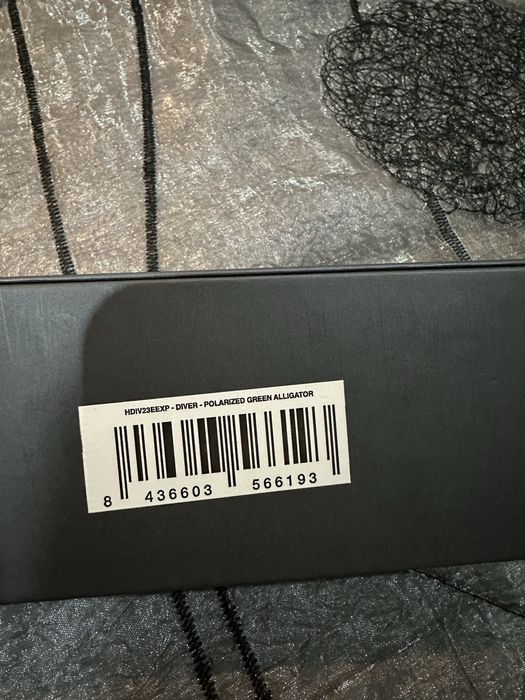 HDIV23EEXP - DIVER - POLARIZED GREEN ALLIGATOR
8 436603 566193